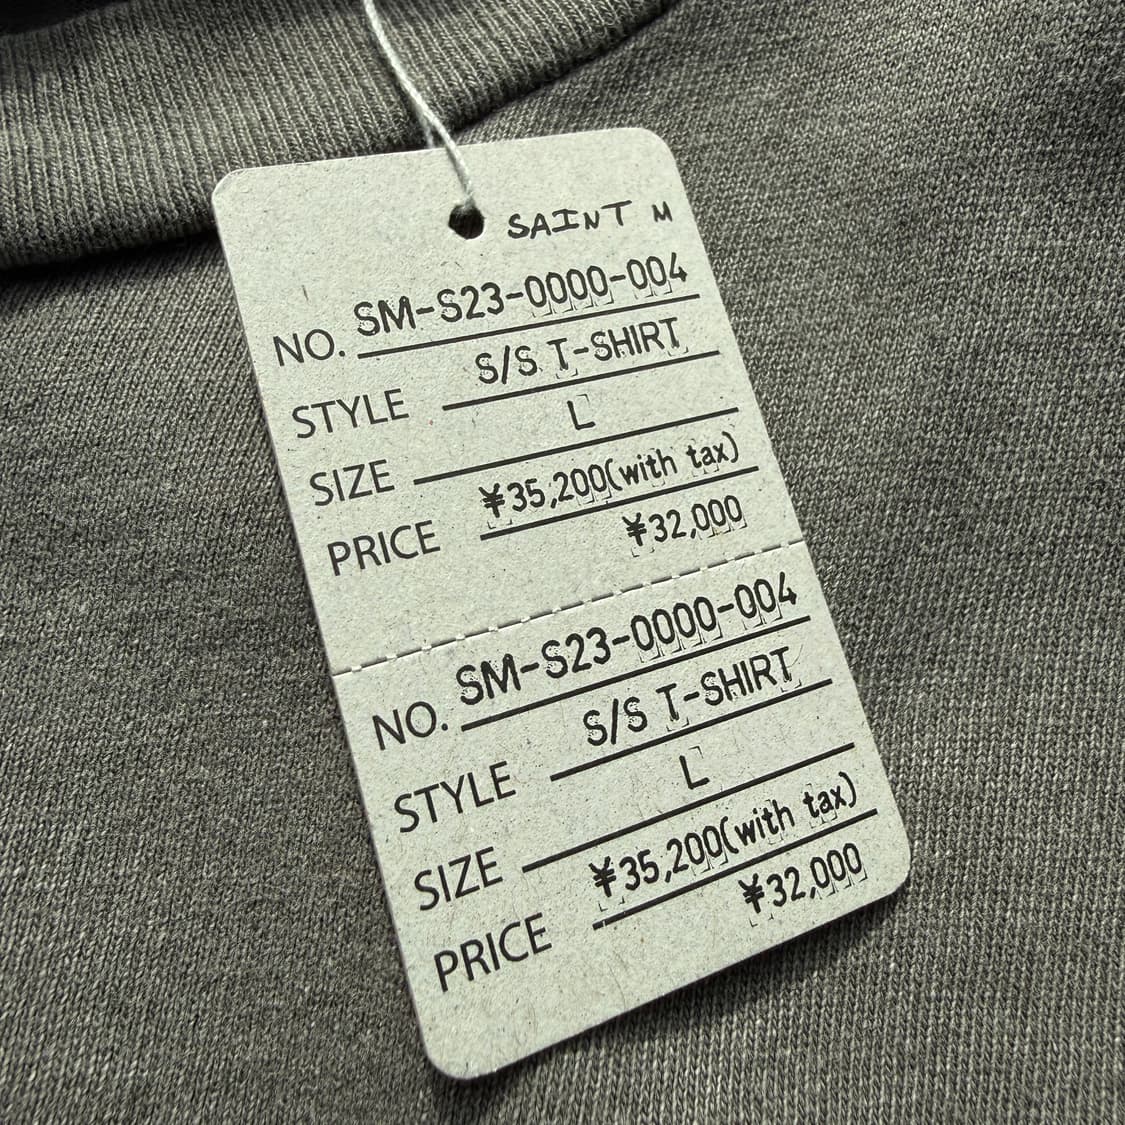 SAINT M
NO. SM-S23-0000-004
STYLE S/S T-SHIRT
SIZE L
PRICE ¥35,200(with tax)
¥32,000
NO. SM-S23-0000-004
STYLE S/S T-SHIRT
SIZE L
PRICE ¥35,200(with tax)
¥32,000